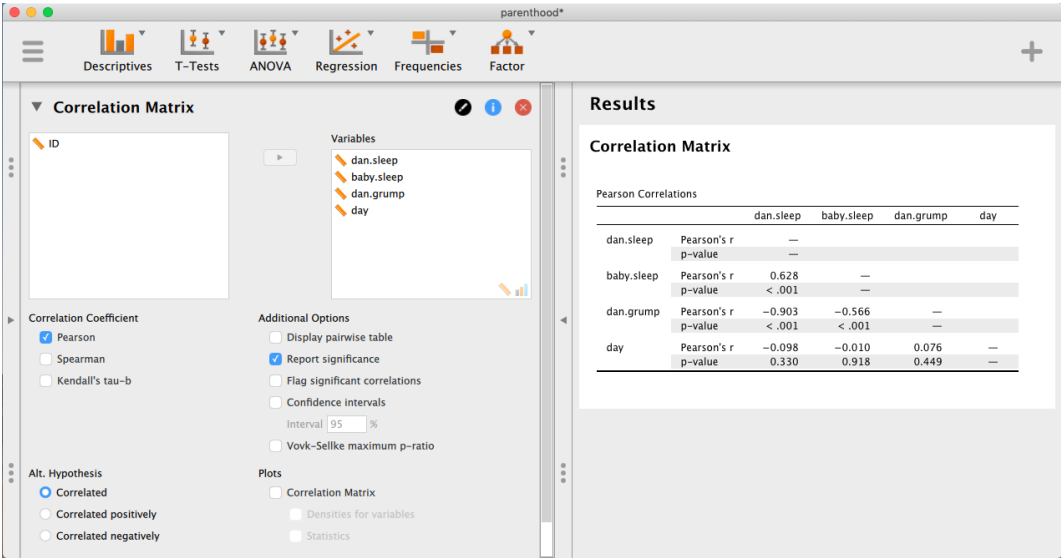 parenthood*
Descriptives T-Tests ANOVA Regression Frequencies Factor
Correlation Matrix
ID
Variables
dan.sleep
baby.sleep
dan.grump
day
Correlation Coefficient
Pearson
Spearman
Kendall's tau-b
Additional Options
Display pairwise table
Report significance
Flag significant correlations
Confidence intervals
Interval 95 %
Vovk-Sellke maximum p-ratio
Alt. Hypothesis
Correlated
Correlated positively
Correlated negatively
Plots
Correlation Matrix
Densities for variables
Statistics
Results
Correlation Matrix
Pearson Correlations
dan.sleep baby.sleep dan.grump day
dan.sleep Pearson's r —
p-value —
baby.sleep Pearson's r 0.628 —
p-value < .001 —
dan.grump Pearson's r −0.903 −0.566 —
p-value < .001 < .001 —
day Pearson's r −0.098 −0.010 0.076 —
p-value 0.330 0.918 0.449 —